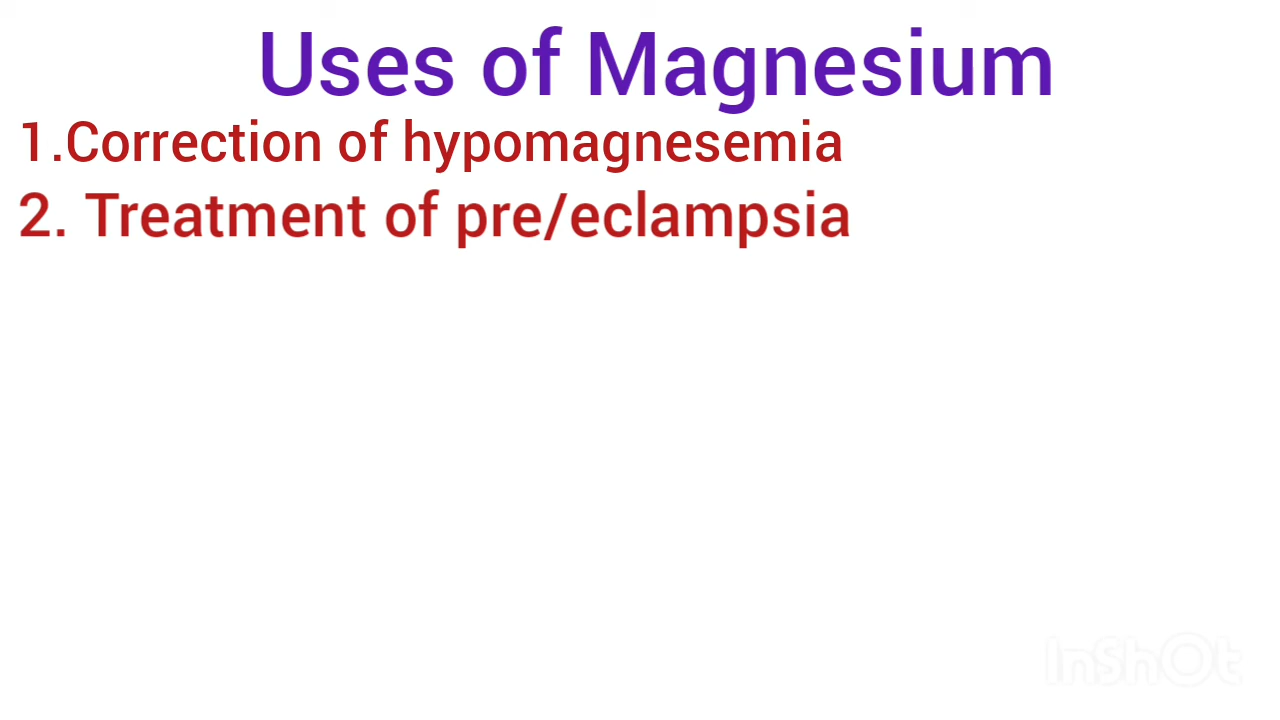 Uses of Magnesium
1.Correction of hypomagnesemia
2. Treatment of pre/eclampsia
InShOt